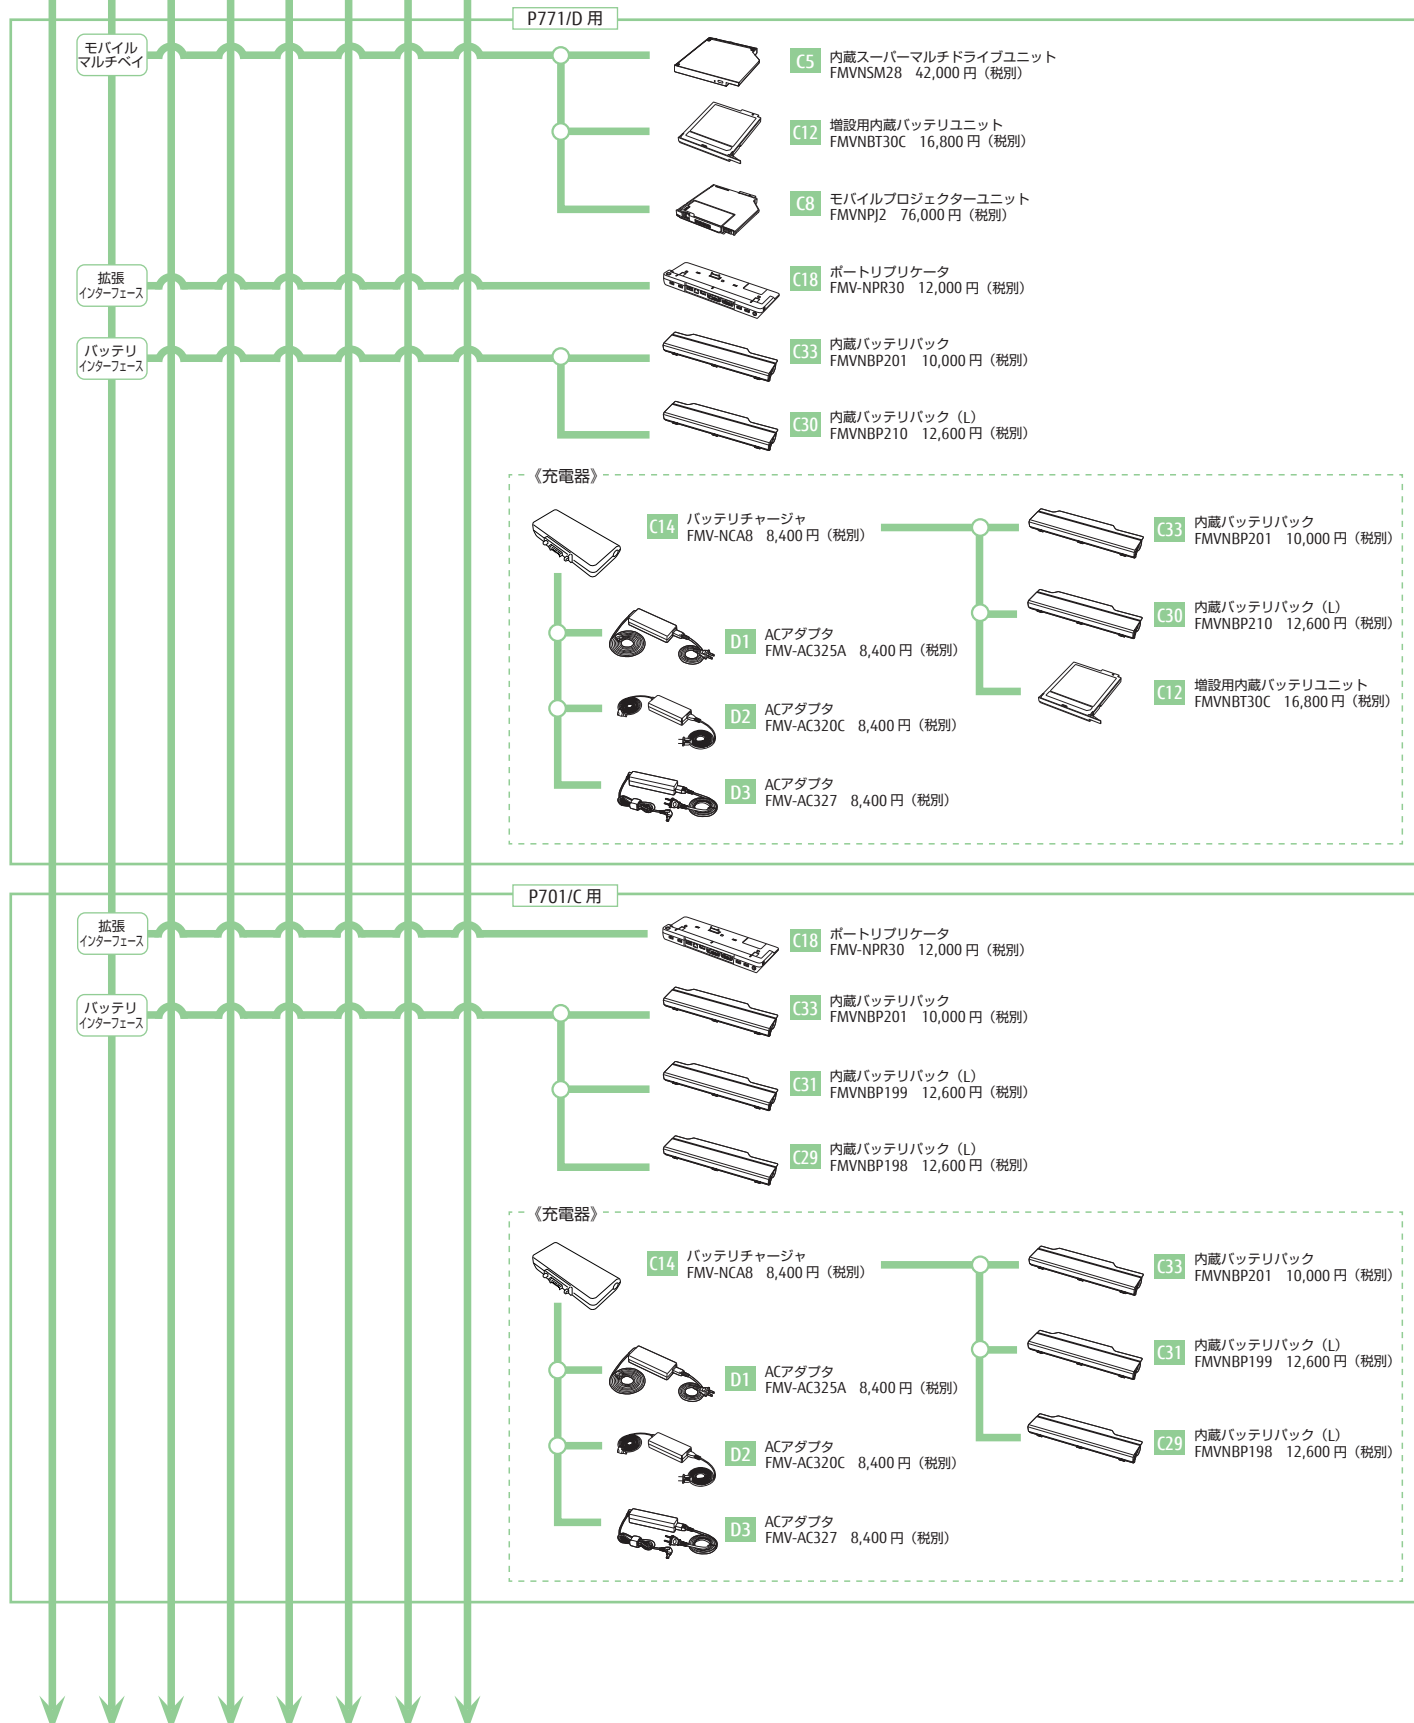 P771/D 用
モバイル
マルチベイ
C5
内蔵スーパーマルチドライブユニット
FMVNSM28 42,000 円（税別）
C12
増設用内蔵バッテリユニット
FMVNBT30C 16,800 円（税別）
C8
モバイルプロジェクターユニット
FMVNPJ2 76,000 円（税別）
拡張
インターフェース
C18
ポートリプリケータ
FMV-NPR30 12,000 円（税別）
バッテリ
インターフェース
C33
内蔵バッテリパック
FMVNBP201 10,000 円（税別）
C30
内蔵バッテリパック（L）
FMVNBP210 12,600 円（税別）
《充電器》
C14
バッテリチャージャ
FMV-NCA8 8,400 円（税別）
C33
内蔵バッテリパック
FMVNBP201 10,000 円（税別）
C30
内蔵バッテリパック（L）
FMVNBP210 12,600 円（税別）
C12
増設用内蔵バッテリユニット
FMVNBT30C 16,800 円（税別）
D1
ACアダプタ
FMV-AC325A 8,400 円（税別）
D2
ACアダプタ
FMV-AC320C 8,400 円（税別）
D3
ACアダプタ
FMV-AC327 8,400 円（税別）
P701/C 用
拡張
インターフェース
C18
ポートリプリケータ
FMV-NPR30 12,000 円（税別）
バッテリ
インターフェース
C33
内蔵バッテリパック
FMVNBP201 10,000 円（税別）
C31
内蔵バッテリパック（L）
FMVNBP199 12,600 円（税別）
C29
内蔵バッテリパック（L）
FMVNBP198 12,600 円（税別）
《充電器》
C14
バッテリチャージャ
FMV-NCA8 8,400 円（税別）
C33
内蔵バッテリパック
FMVNBP201 10,000 円（税別）
C31
内蔵バッテリパック（L）
FMVNBP199 12,600 円（税別）
C29
内蔵バッテリパック（L）
FMVNBP198 12,600 円（税別）
D1
ACアダプタ
FMV-AC325A 8,400 円（税別）
D2
ACアダプタ
FMV-AC320C 8,400 円（税別）
D3
ACアダプタ
FMV-AC327 8,400 円（税別）